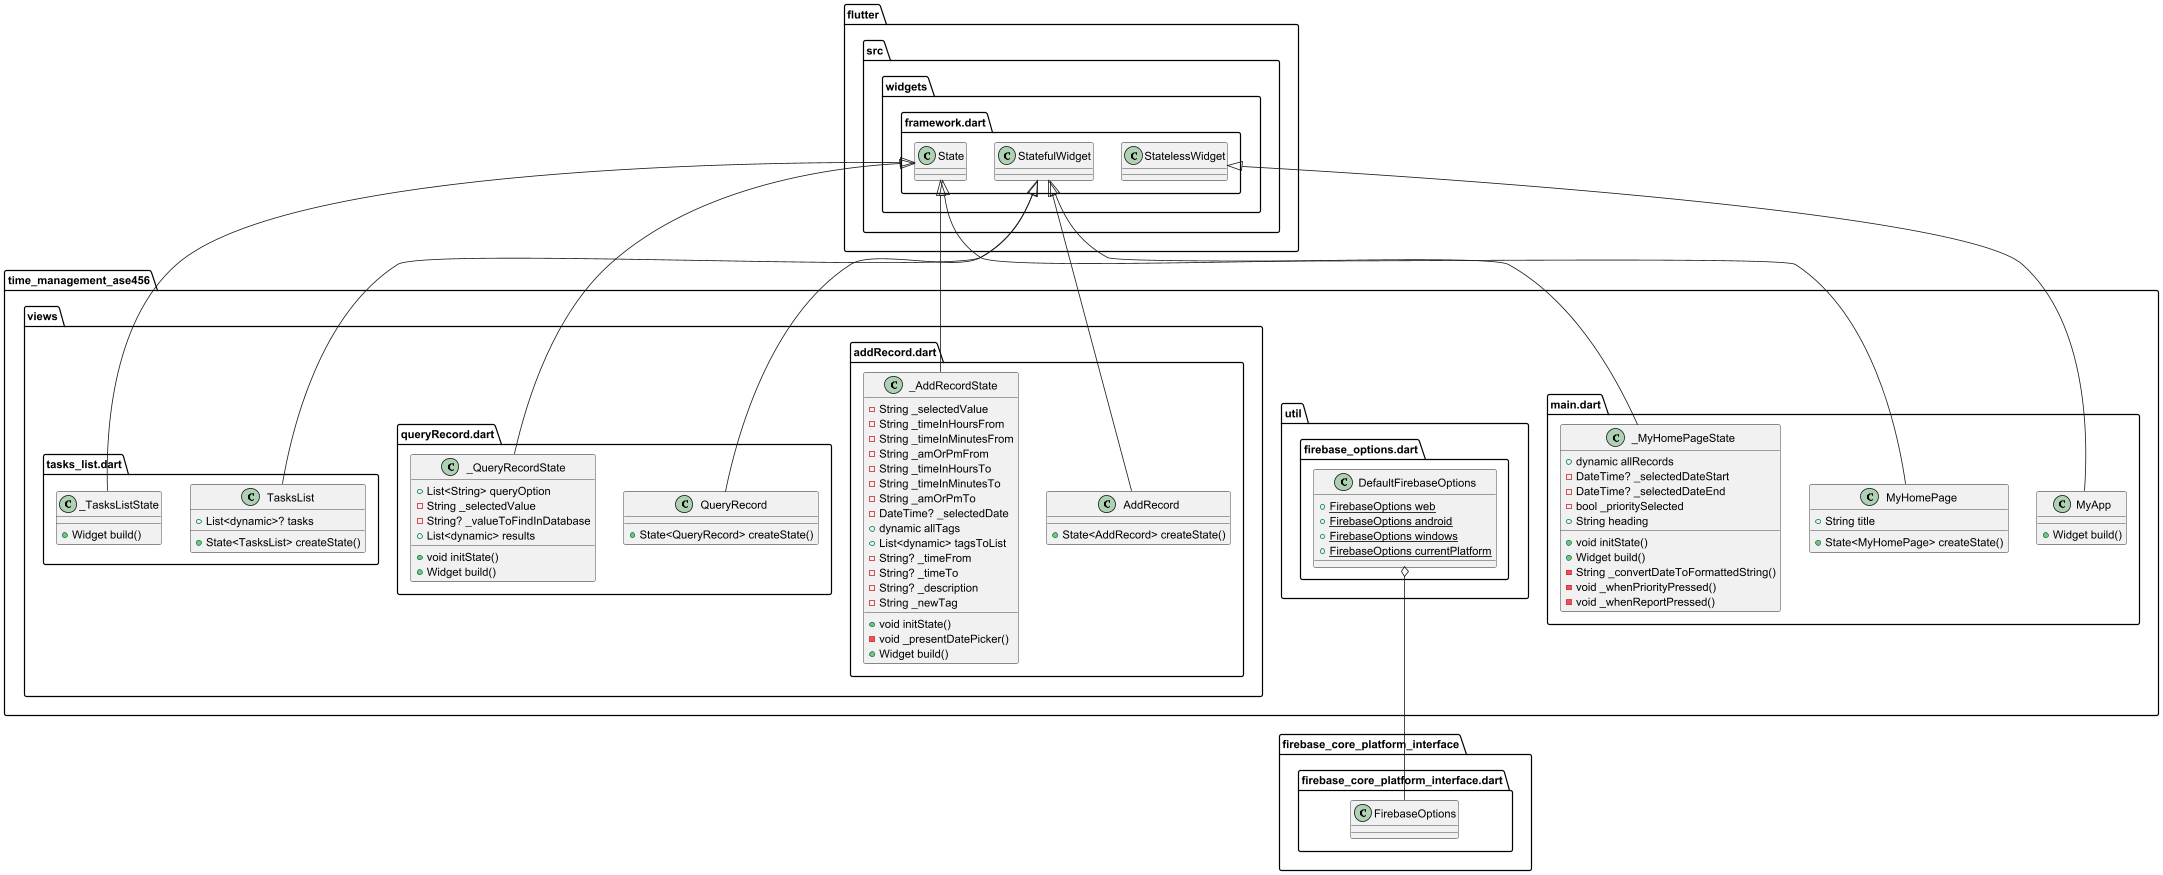 flutter
src
widgets
framework.dart
C State
C StatefulWidget
C StatelessWidget
time_management_ase456
views
tasks_list.dart
C _TasksListState
Widget build()
C TasksList
List<dynamic>? tasks
State<TasksList> createState()
queryRecord.dart
C _QueryRecordState
List<String> queryOption
String _selectedValue
String? _valueToFindInDatabase
List<dynamic> results
void initState()
Widget build()
C QueryRecord
State<QueryRecord> createState()
addRecord.dart
C _AddRecordState
String _selectedValue
String _timeInHoursFrom
String _timeInMinutesFrom
String _amOrPmFrom
String _timeInHoursTo
String _timeInMinutesTo
String _amOrPmTo
DateTime? _selectedDate
dynamic allTags
List<dynamic> tagsToList
String? _timeFrom
String? _timeTo
String? _description
String _newTag
void initState()
void _presentDatePicker()
Widget build()
C AddRecord
State<AddRecord> createState()
util
firebase_options.dart
C DefaultFirebaseOptions
FirebaseOptions web
FirebaseOptions android
FirebaseOptions windows
FirebaseOptions currentPlatform
main.dart
C _MyHomePageState
dynamic allRecords
DateTime? _selectedDateStart
DateTime? _selectedDateEnd
bool _prioritySelected
String heading
void initState()
Widget build()
String _convertDateToFormattedString()
void _whenPriorityPressed()
void _whenReportPressed()
C MyHomePage
String title
State<MyHomePage> createState()
C MyApp
Widget build()
firebase_core_platform_interface
firebase_core_platform_interface.dart
C FirebaseOptions